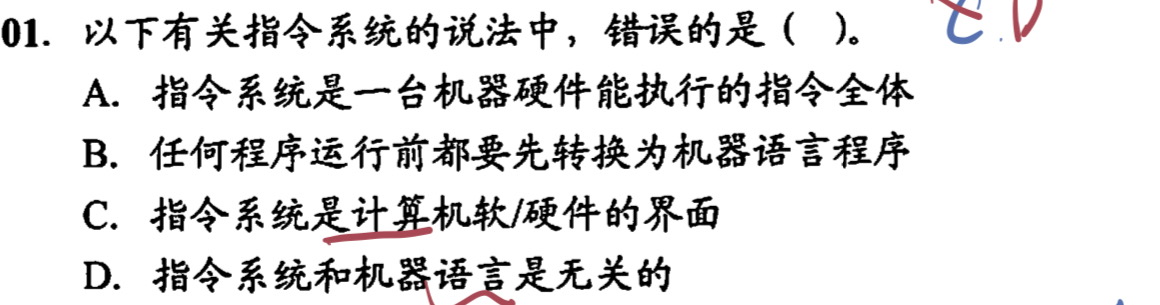 01. 以下有关指令系统的说法中，错误的是（ ）。
A. 指令系统是一台机器硬件能执行的指令全体
B. 任何程序运行前都要先转换为机器语言程序
C. 指令系统是计算机软/硬件的界面
D. 指令系统和机器语言是无关的